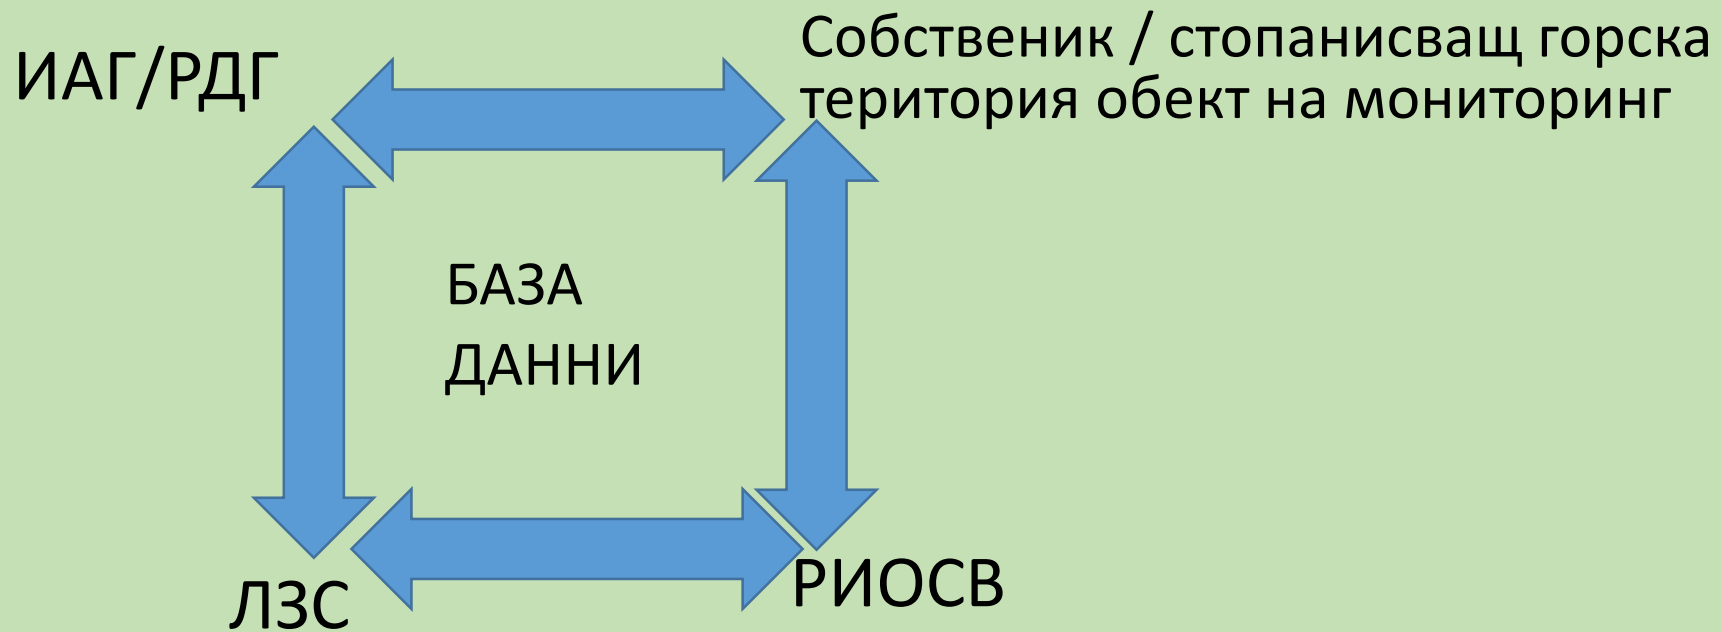 ИАГ/РДГ
Собственик / стопанисващ горска
територия обект на мониторинг
БАЗА
ДАННИ
ЛЗС
РИОСВ